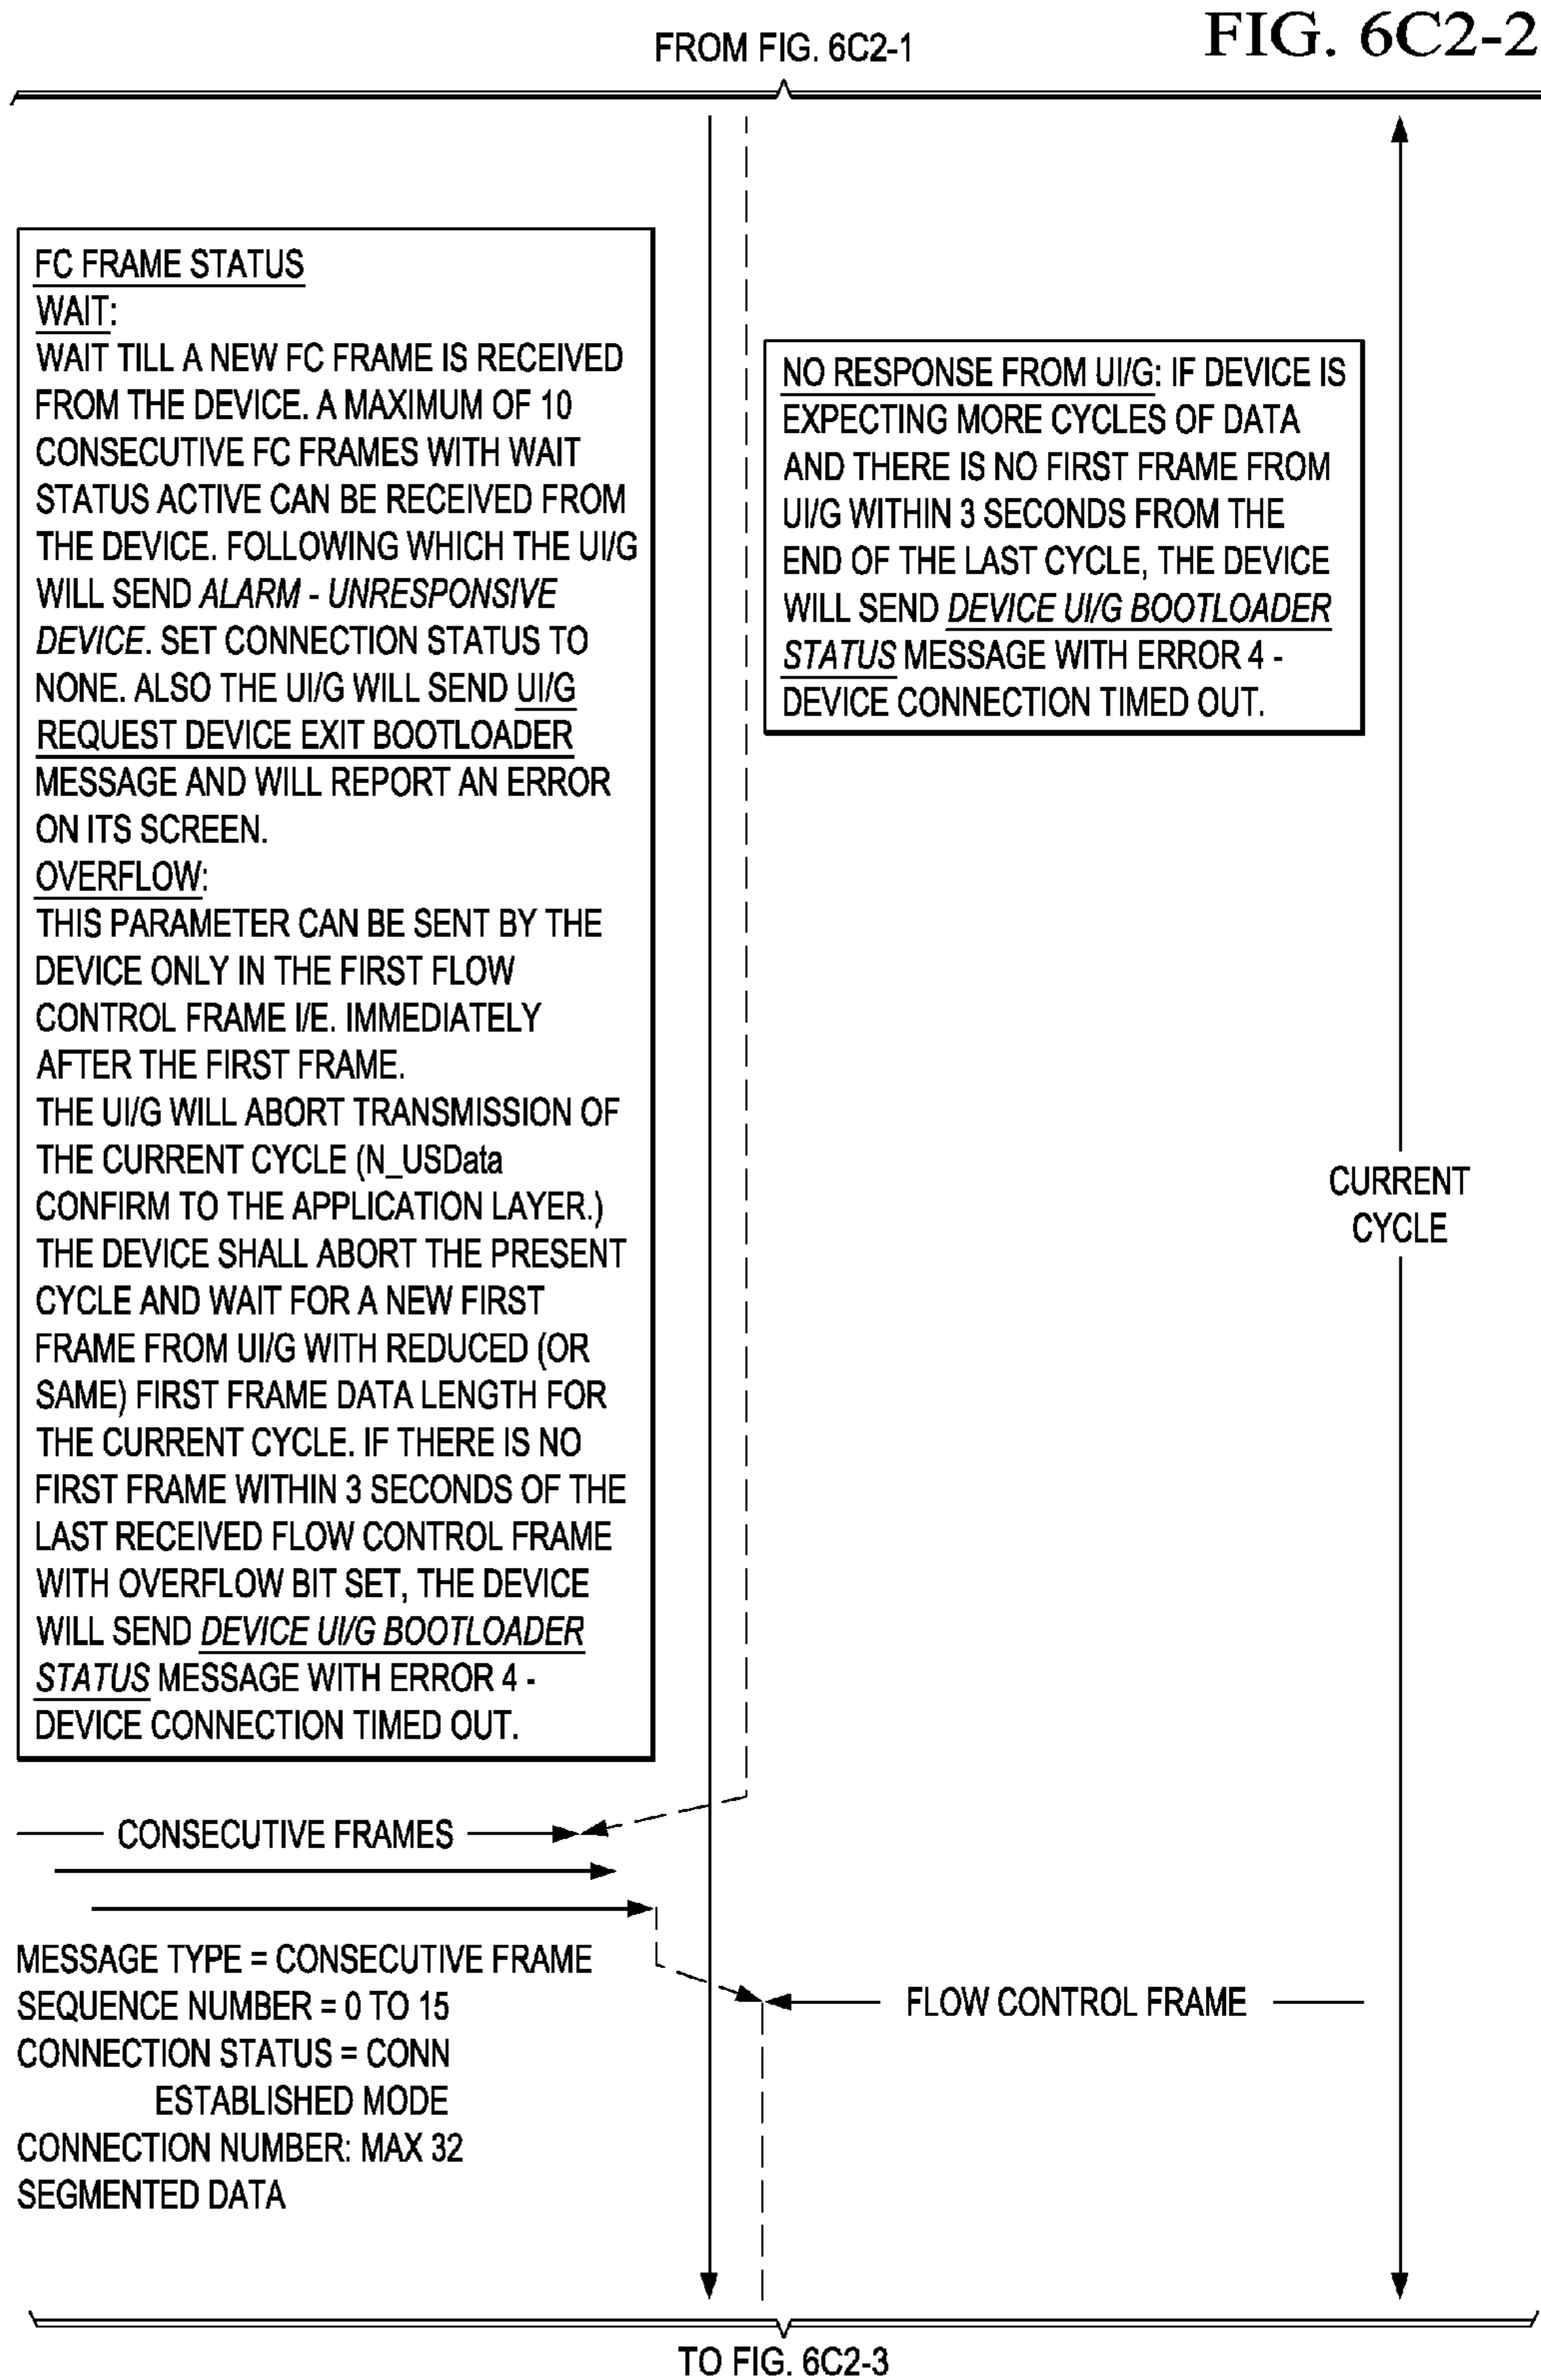 FROM FIG. 6C2-1
FIG. 6C2-2
FC FRAME STATUS
WAIT:
WAIT TILL A NEW FC FRAME IS RECEIVED
FROM THE DEVICE. A MAXIMUM OF 10
CONSECUTIVE FC FRAMES WITH WAIT
STATUS ACTIVE CAN BE RECEIVED FROM
THE DEVICE. FOLLOWING WHICH THE UI/G
WILL SEND ALARM - UNRESPONSIVE
DEVICE. SET CONNECTION STATUS TO
NONE. ALSO THE UI/G WILL SEND UI/G
REQUEST DEVICE EXIT BOOTLOADER
MESSAGE AND WILL REPORT AN ERROR
ON ITS SCREEN.
OVERFLOW:
THIS PARAMETER CAN BE SENT BY THE
DEVICE ONLY IN THE FIRST FLOW
CONTROL FRAME I/E. IMMEDIATELY
AFTER THE FIRST FRAME.
THE UI/G WILL ABORT TRANSMISSION OF
THE CURRENT CYCLE (N_USData
CONFIRM TO THE APPLICATION LAYER.)
THE DEVICE SHALL ABORT THE PRESENT
CYCLE AND WAIT FOR A NEW FIRST
FRAME FROM UI/G WITH REDUCED (OR
SAME) FIRST FRAME DATA LENGTH FOR
THE CURRENT CYCLE. IF THERE IS NO
FIRST FRAME WITHIN 3 SECONDS OF THE
LAST RECEIVED FLOW CONTROL FRAME
WITH OVERFLOW BIT SET, THE DEVICE
WILL SEND DEVICE UI/G BOOTLOADER
STATUS MESSAGE WITH ERROR 4 -
DEVICE CONNECTION TIMED OUT.
NO RESPONSE FROM UI/G: IF DEVICE IS
EXPECTING MORE CYCLES OF DATA
AND THERE IS NO FIRST FRAME FROM
UI/G WITHIN 3 SECONDS FROM THE
END OF THE LAST CYCLE, THE DEVICE
WILL SEND DEVICE UI/G BOOTLOADER
STATUS MESSAGE WITH ERROR 4 -
DEVICE CONNECTION TIMED OUT.
CURRENT
CYCLE
CONSECUTIVE FRAMES
MESSAGE TYPE = CONSECUTIVE FRAME
SEQUENCE NUMBER = 0 TO 15
CONNECTION STATUS = CONN
ESTABLISHED MODE
CONNECTION NUMBER: MAX 32
SEGMENTED DATA
FLOW CONTROL FRAME
TO FIG. 6C2-3